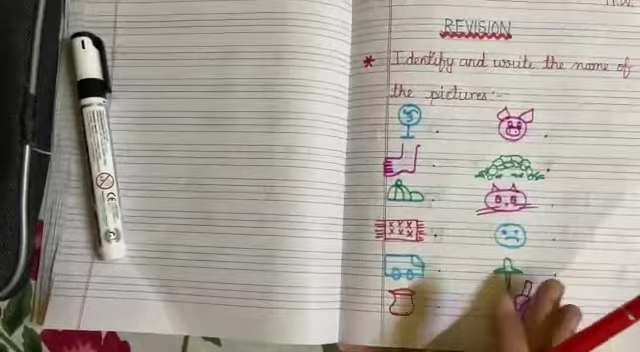 H.W.
REVISION
* Identify and write the name of
the pictures:-